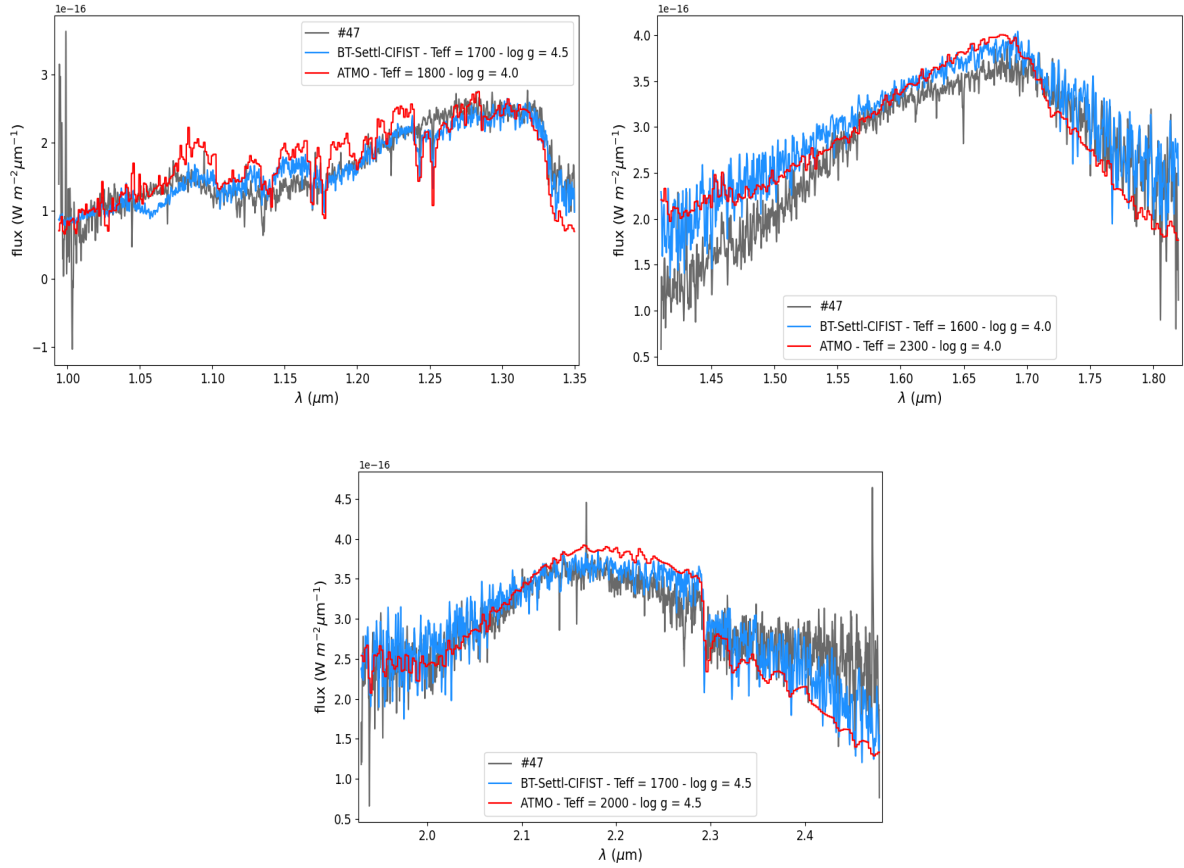 1e−16
#47
BT-Settl-CIFIST - Teff = 1700 - log g = 4.5
ATMO - Teff = 1800 - log g = 4.0
flux (W m−2 μm−1)
3
2
1
0
−1
1.00 1.05 1.10 1.15 1.20 1.25 1.30 1.35
λ (μm)
1e−16
4.0
3.5
3.0
2.5
2.0
1.5
1.0
0.5
flux (W m−2 μm−1)
#47
BT-Settl-CIFIST - Teff = 1600 - log g = 4.0
ATMO - Teff = 2300 - log g = 4.0
1.45 1.50 1.55 1.60 1.65 1.70 1.75 1.80
λ (μm)
1e−16
4.5
4.0
3.5
3.0
2.5
2.0
1.5
1.0
0.5
flux (W m−2 μm−1)
#47
BT-Settl-CIFIST - Teff = 1700 - log g = 4.5
ATMO - Teff = 2000 - log g = 4.5
2.0 2.1 2.2 2.3 2.4
λ (μm)